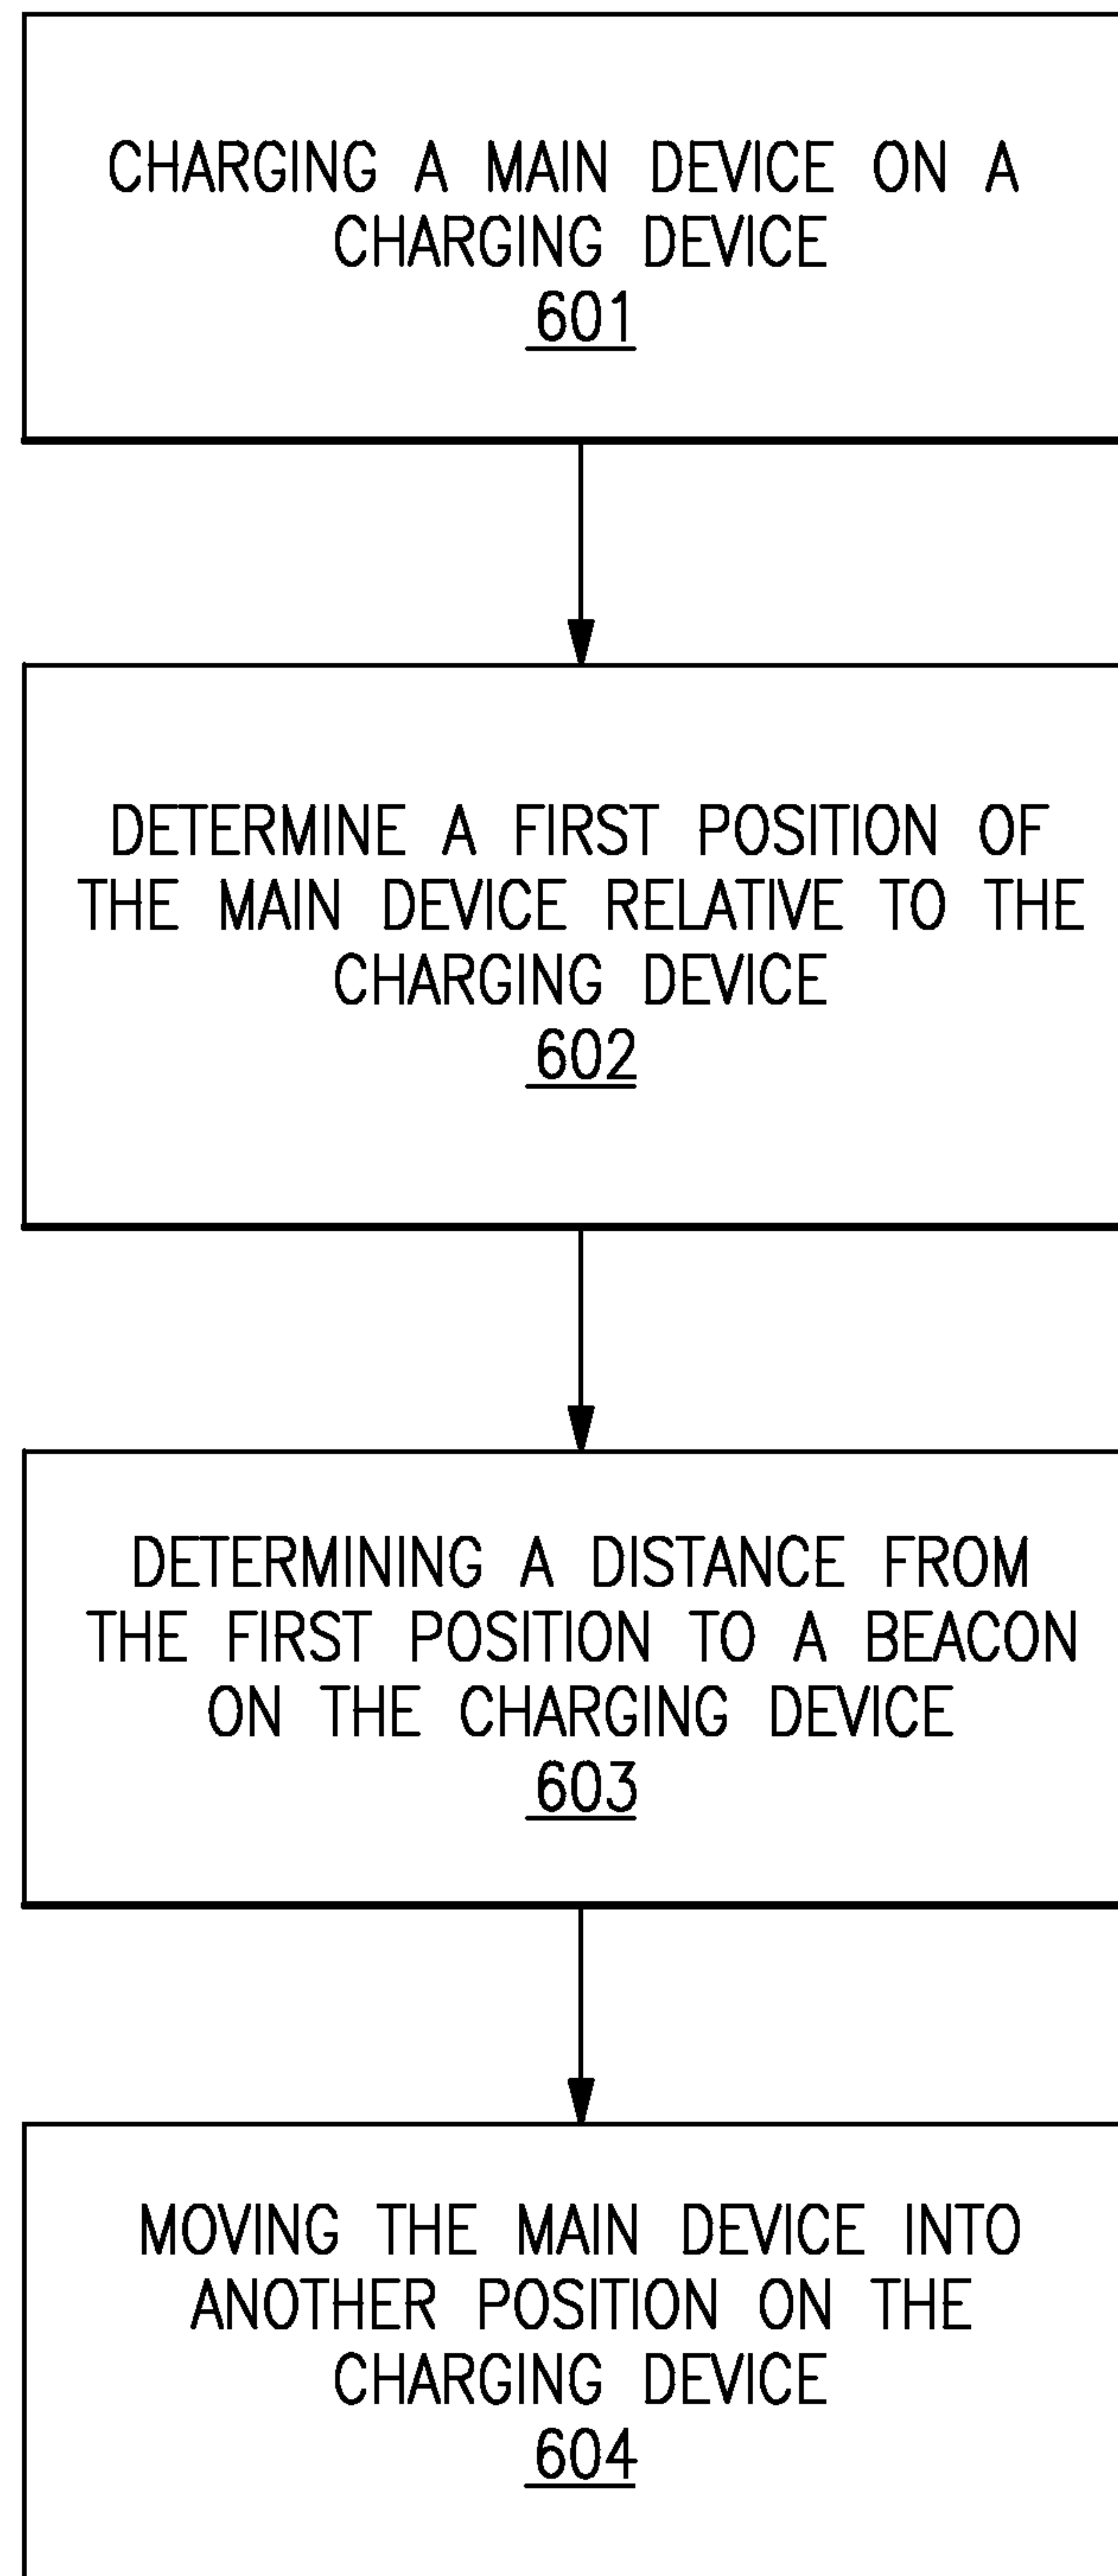 CHARGING A MAIN DEVICE ON A
CHARGING DEVICE
601
DETERMINE A FIRST POSITION OF
THE MAIN DEVICE RELATIVE TO THE
CHARGING DEVICE
602
DETERMINING A DISTANCE FROM
THE FIRST POSITION TO A BEACON
ON THE CHARGING DEVICE
603
MOVING THE MAIN DEVICE INTO
ANOTHER POSITION ON THE
CHARGING DEVICE
604